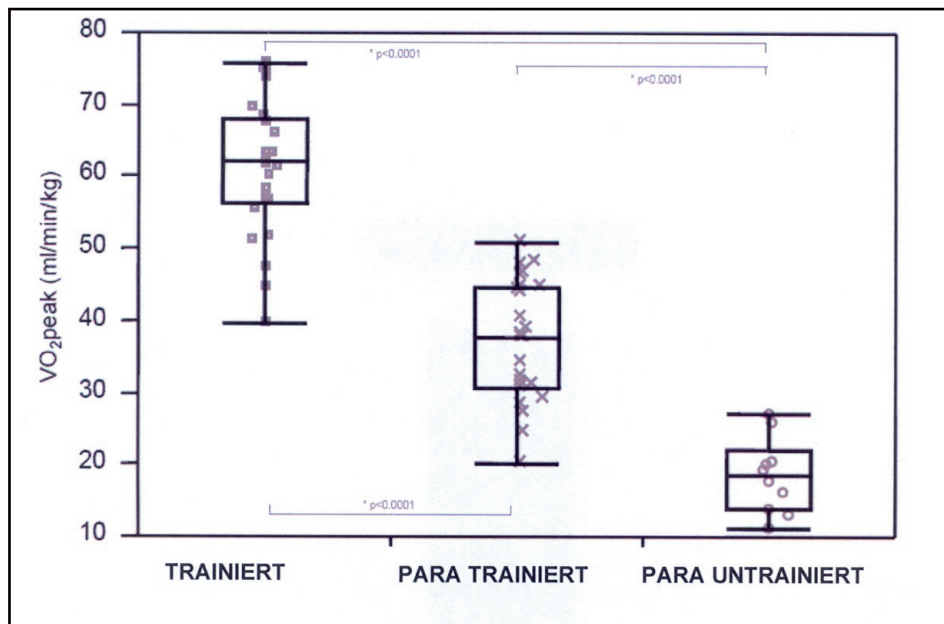 80
* p<0.0001
* p<0.0001
70
60
50
40
30
20
* p<0.0001
10
VO₂peak (ml/min/kg)
TRAINIERT
PARA TRAINIERT
PARA UNTRAINIERT